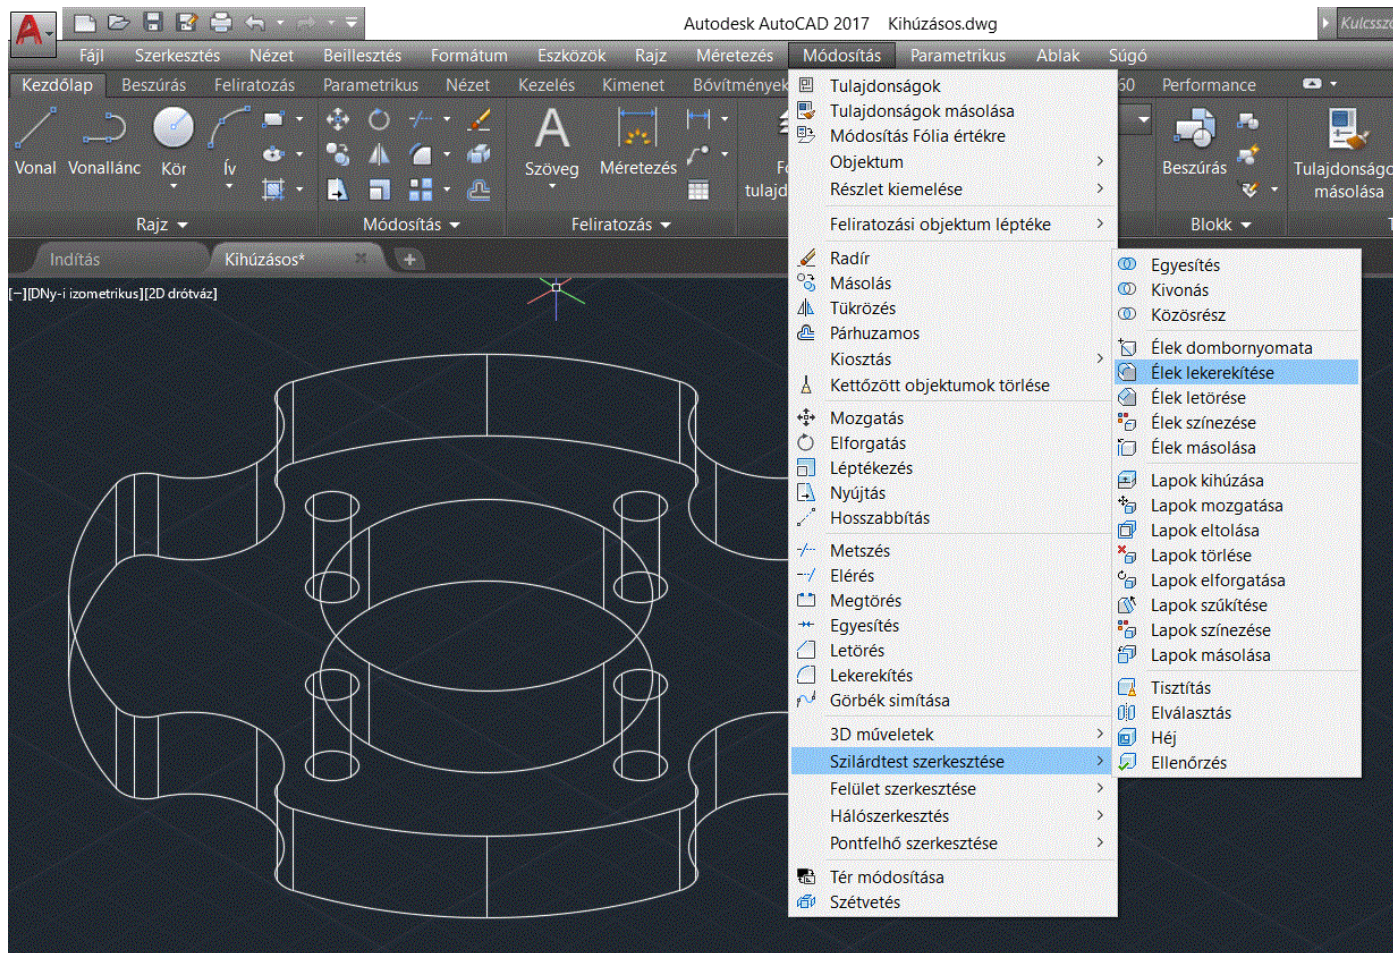 Autodesk AutoCAD 2017 Kihúzásos.dwg
Fájl Szerkesztés Nézet Beillesztés Formátum Eszközök Rajz Méretezés Módosítás Parametrikus Ablak Súgó
Kezdőlap Beszúrás Feliratozás Parametrikus Nézet Kezelés Kimenet Bővítmények 60 Performance
Vonal Vonallánc Kör Ív Szöveg Méretezés Beszúrás
Tulajdonságo
másolása
tulajd
Rajz Módosítás Feliratozás Blokk
Indítás Kihúzásos*
[−][DNy-i izometrikus][2D drótváz]
Tulajdonságok
Tulajdonságok másolása
Módosítás Fólia értékre
Objektum
Részlet kiemelése
Feliratozási objektum léptéke
Radír
Másolás
Tükrözés
Párhuzamos
Kiosztás
Kettőzött objektumok törlése
Mozgatás
Elforgatás
Léptékezés
Nyújtás
Hosszabbítás
Metszés
Elérés
Megtörés
Egyesítés
Letörés
Lekerekítés
Görbék simítása
3D műveletek
Szilárdtest szerkesztése
Felület szerkesztése
Hálószerkesztés
Pontfelhő szerkesztése
Tér módosítása
Szétvetés
Egyesítés
Kivonás
Közösrész
Élek dombornyomata
Élek lekerekítése
Élek letörése
Élek színezése
Élek másolása
Lapok kihúzása
Lapok mozgatása
Lapok eltolása
Lapok törlése
Lapok elforgatása
Lapok szűkítése
Lapok színezése
Lapok másolása
Tisztítás
Elválasztás
Héj
Ellenőrzés